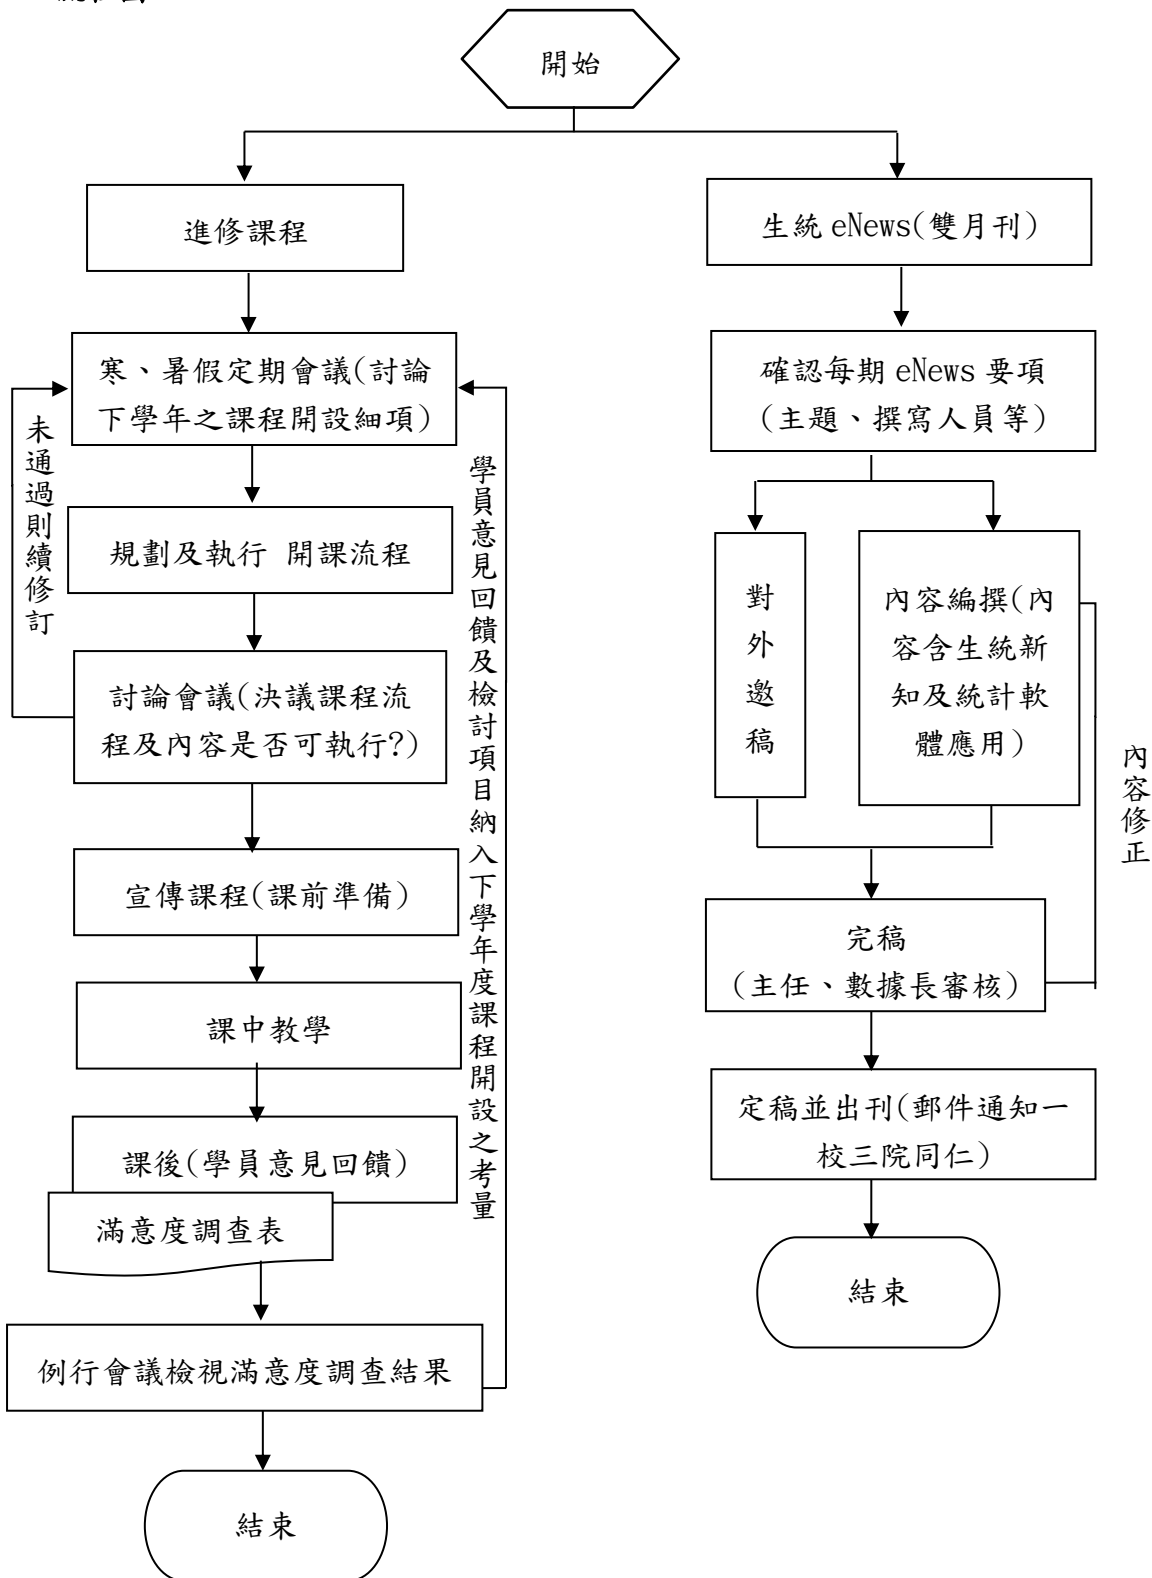 開始
進修課程
寒、暑假定期會議(討論
下學年之課程開設細項)
未通過則續修訂
規劃及執行 開課流程
討論會議(決議課程流
程及內容是否可執行?)
宣傳課程(課前準備)
課中教學
課後(學員意見回饋)
滿意度調查表
例行會議檢視滿意度調查結果
學員意見回饋及檢討項目納入下學年度課程開設之考量
結束
生統 eNews(雙月刊)
確認每期 eNews 要項
(主題、撰寫人員等)
對外邀稿
內容編撰(內
容含生統新
知及統計軟
體應用)
內容修正
完稿
(主任、數據長審核)
定稿並出刊(郵件通知一
校三院同仁)
結束